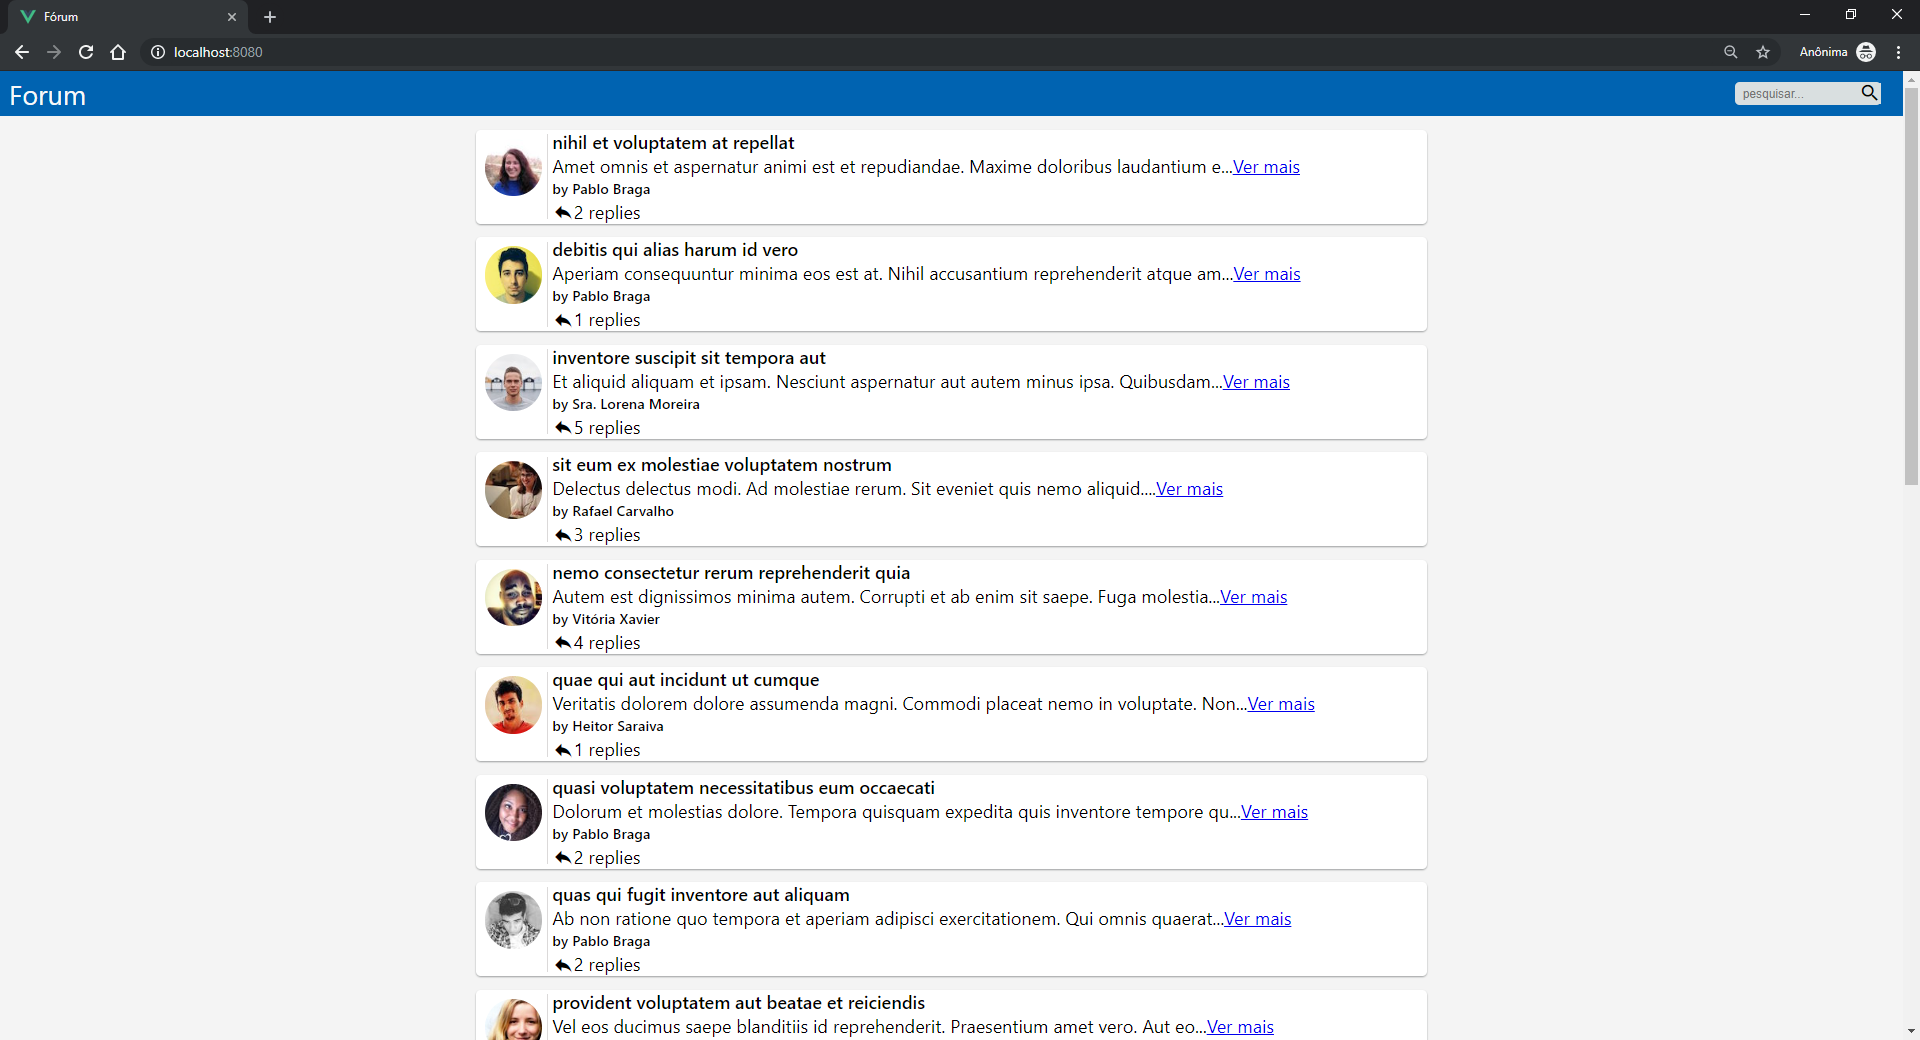 Fórum
localhost:8080
Anônima
Forum
pesquisar...
nihil et voluptatem at repellat
Amet omnis et aspernatur animi est et repudiandae. Maxime doloribus laudantium e...Ver mais
by Pablo Braga
2 replies
debitis qui alias harum id vero
Aperiam consequuntur minima eos est at. Nihil accusantium reprehenderit atque am...Ver mais
by Pablo Braga
1 replies
inventore suscipit sit tempora aut
Et aliquid aliquam et ipsam. Nesciunt aspernatur aut autem minus ipsa. Quibusdam...Ver mais
by Sra. Lorena Moreira
5 replies
sit eum ex molestiae voluptatem nostrum
Delectus delectus modi. Ad molestiae rerum. Sit eveniet quis nemo aliquid....Ver mais
by Rafael Carvalho
3 replies
nemo consectetur rerum reprehenderit quia
Autem est dignissimos minima autem. Corrupti et ab enim sit saepe. Fuga molestia...Ver mais
by Vitória Xavier
4 replies
quae qui aut incidunt ut cumque
Veritatis dolorem dolore assumenda magni. Commodi placeat nemo in voluptate. Non...Ver mais
by Heitor Saraiva
1 replies
quasi voluptatem necessitatibus eum occaecati
Dolorum et molestias dolore. Tempora quisquam expedita quis inventore tempore qu...Ver mais
by Pablo Braga
2 replies
quas qui fugit inventore aut aliquam
Ab non ratione quo tempora et aperiam adipisci exercitationem. Qui omnis quaerat...Ver mais
by Pablo Braga
2 replies
provident voluptatem aut beatae et reiciendis
Vel eos ducimus saepe blanditiis id reprehenderit. Praesentium amet vero. Aut eo...Ver mais